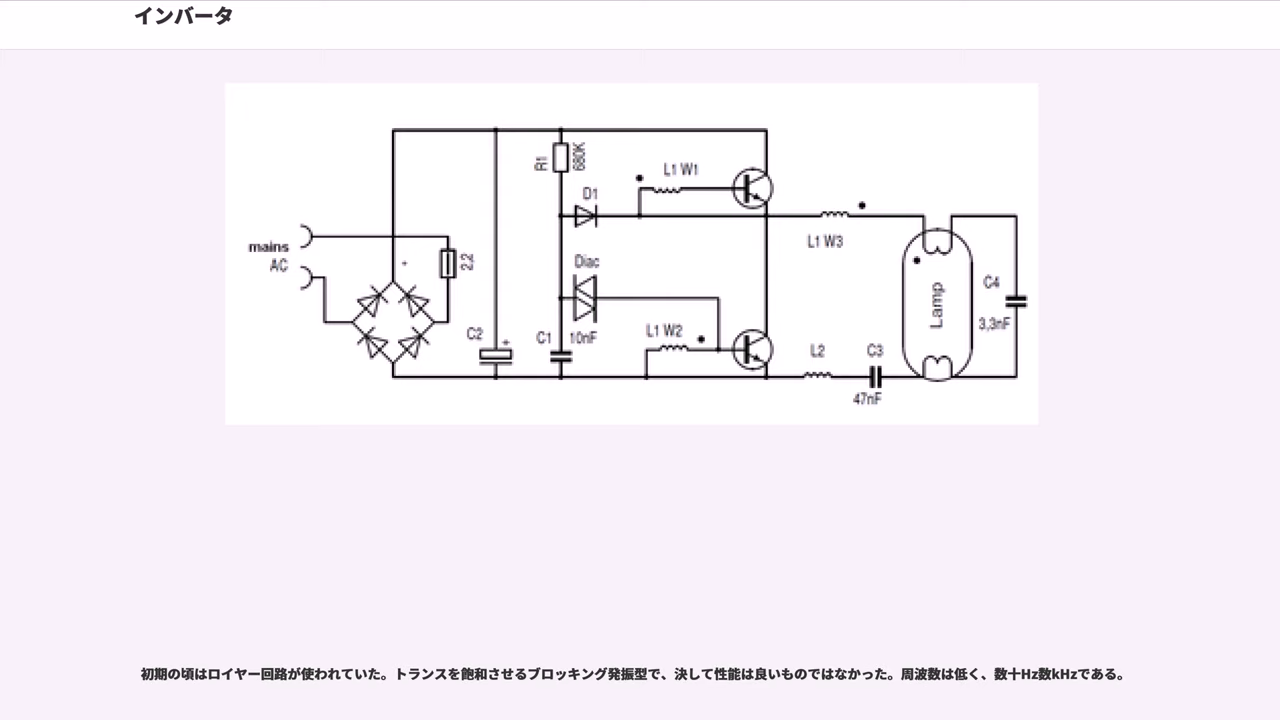 インバータ
R1
680K
L1 W1
D1
mains
AC
22
+
L1 W3
Diac
C4
Lamp
3,3nF
C2
+
C1
10nF
L1 W2
L2
C3
47nF
初期の頃はロイヤー回路が使われていた。トランスを飽和させるブロッキング発振型で、決して性能は良いものではなかった。周波数は低く、数十Hz数kHzである。